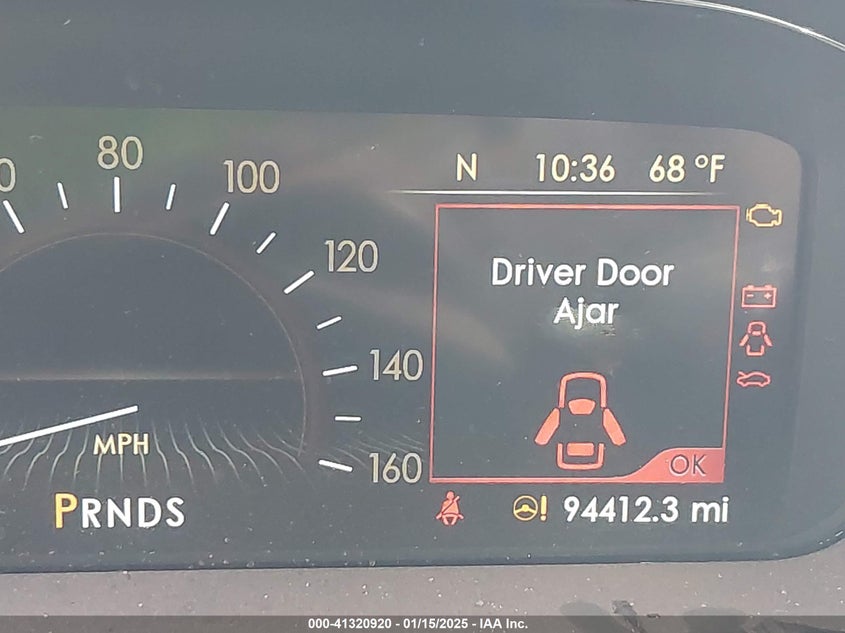 0
80
100
120
140
160
MPH
PRNDS
N 10:36 68 °F
Driver Door
Ajar
OK
94412.3 mi
000-41320920 - 01/15/2025 - IAA Inc.